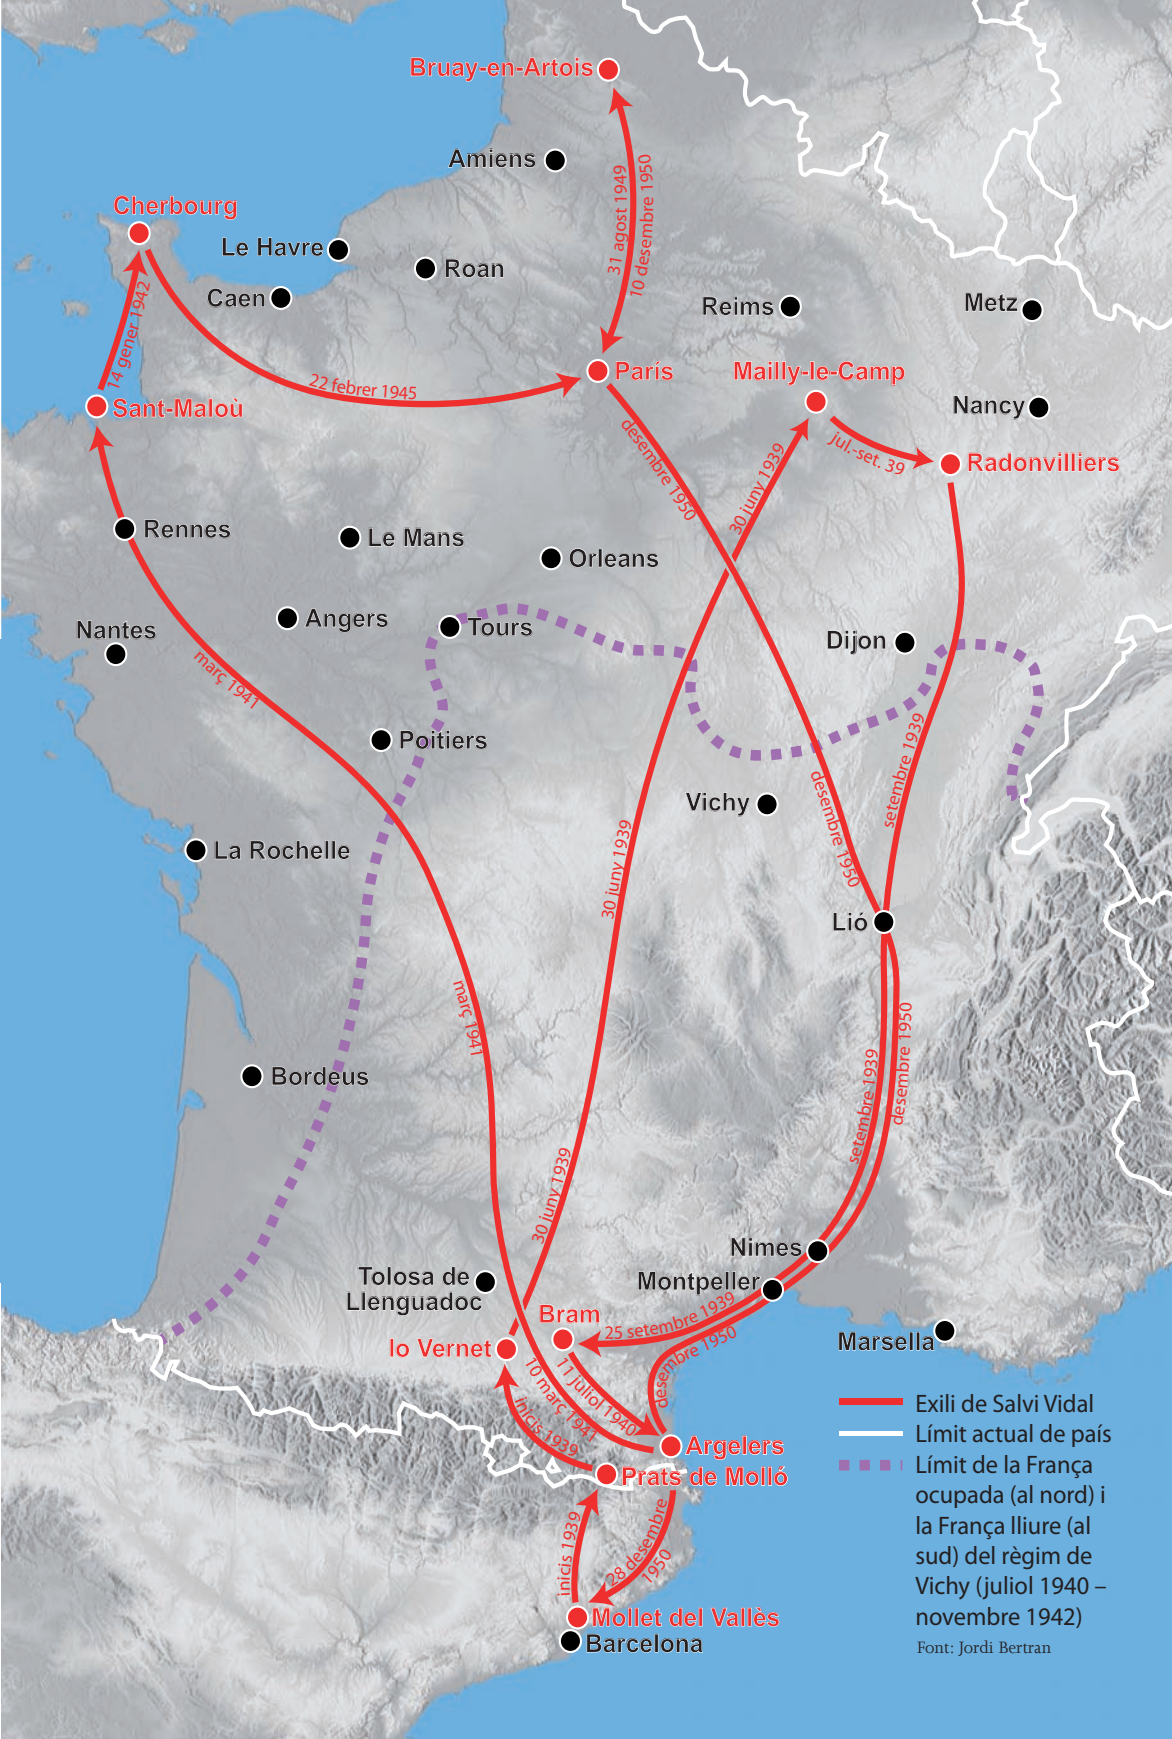 Bruay-en-Artois
Amiens
31 agost 1949
10 desembre 1950
Cherbourg
Le Havre
Roan
Caen
Reims
Metz
14 gener 1942
22 febrer 1945
París
Mailly-le-Camp
Sant-Maloù
Nancy
jul.-set. 39
Radonvilliers
desembre 1950
30 juny 1939
Rennes
Le Mans
Orleans
Angers
Tours
Nantes
Dijon
març 1941
Poitiers
setembre 1939
desembre 1950
Vichy
30 juny 1939
La Rochelle
Lió
març 1941
desembre 1950
setembre 1939
Bordeus
30 juny 1939
Nimes
Tolosa de
Llenguadoc
Montpeller
Bram
25 setembre 1939
desembre 1950
Marsella
lo Vernet
10 març 1941
11 juliol 1940
inicis 1939
Argelers
Prats de Molló
inicis 1939
28 desembre
1950
Mollet del Vallès
Barcelona
Exili de Salvi Vidal
Límit actual de país
Límit de la França
ocupada (al nord) i
la França lliure (al
sud) del règim de
Vichy (juliol 1940 –
novembre 1942)
Font: Jordi Bertran